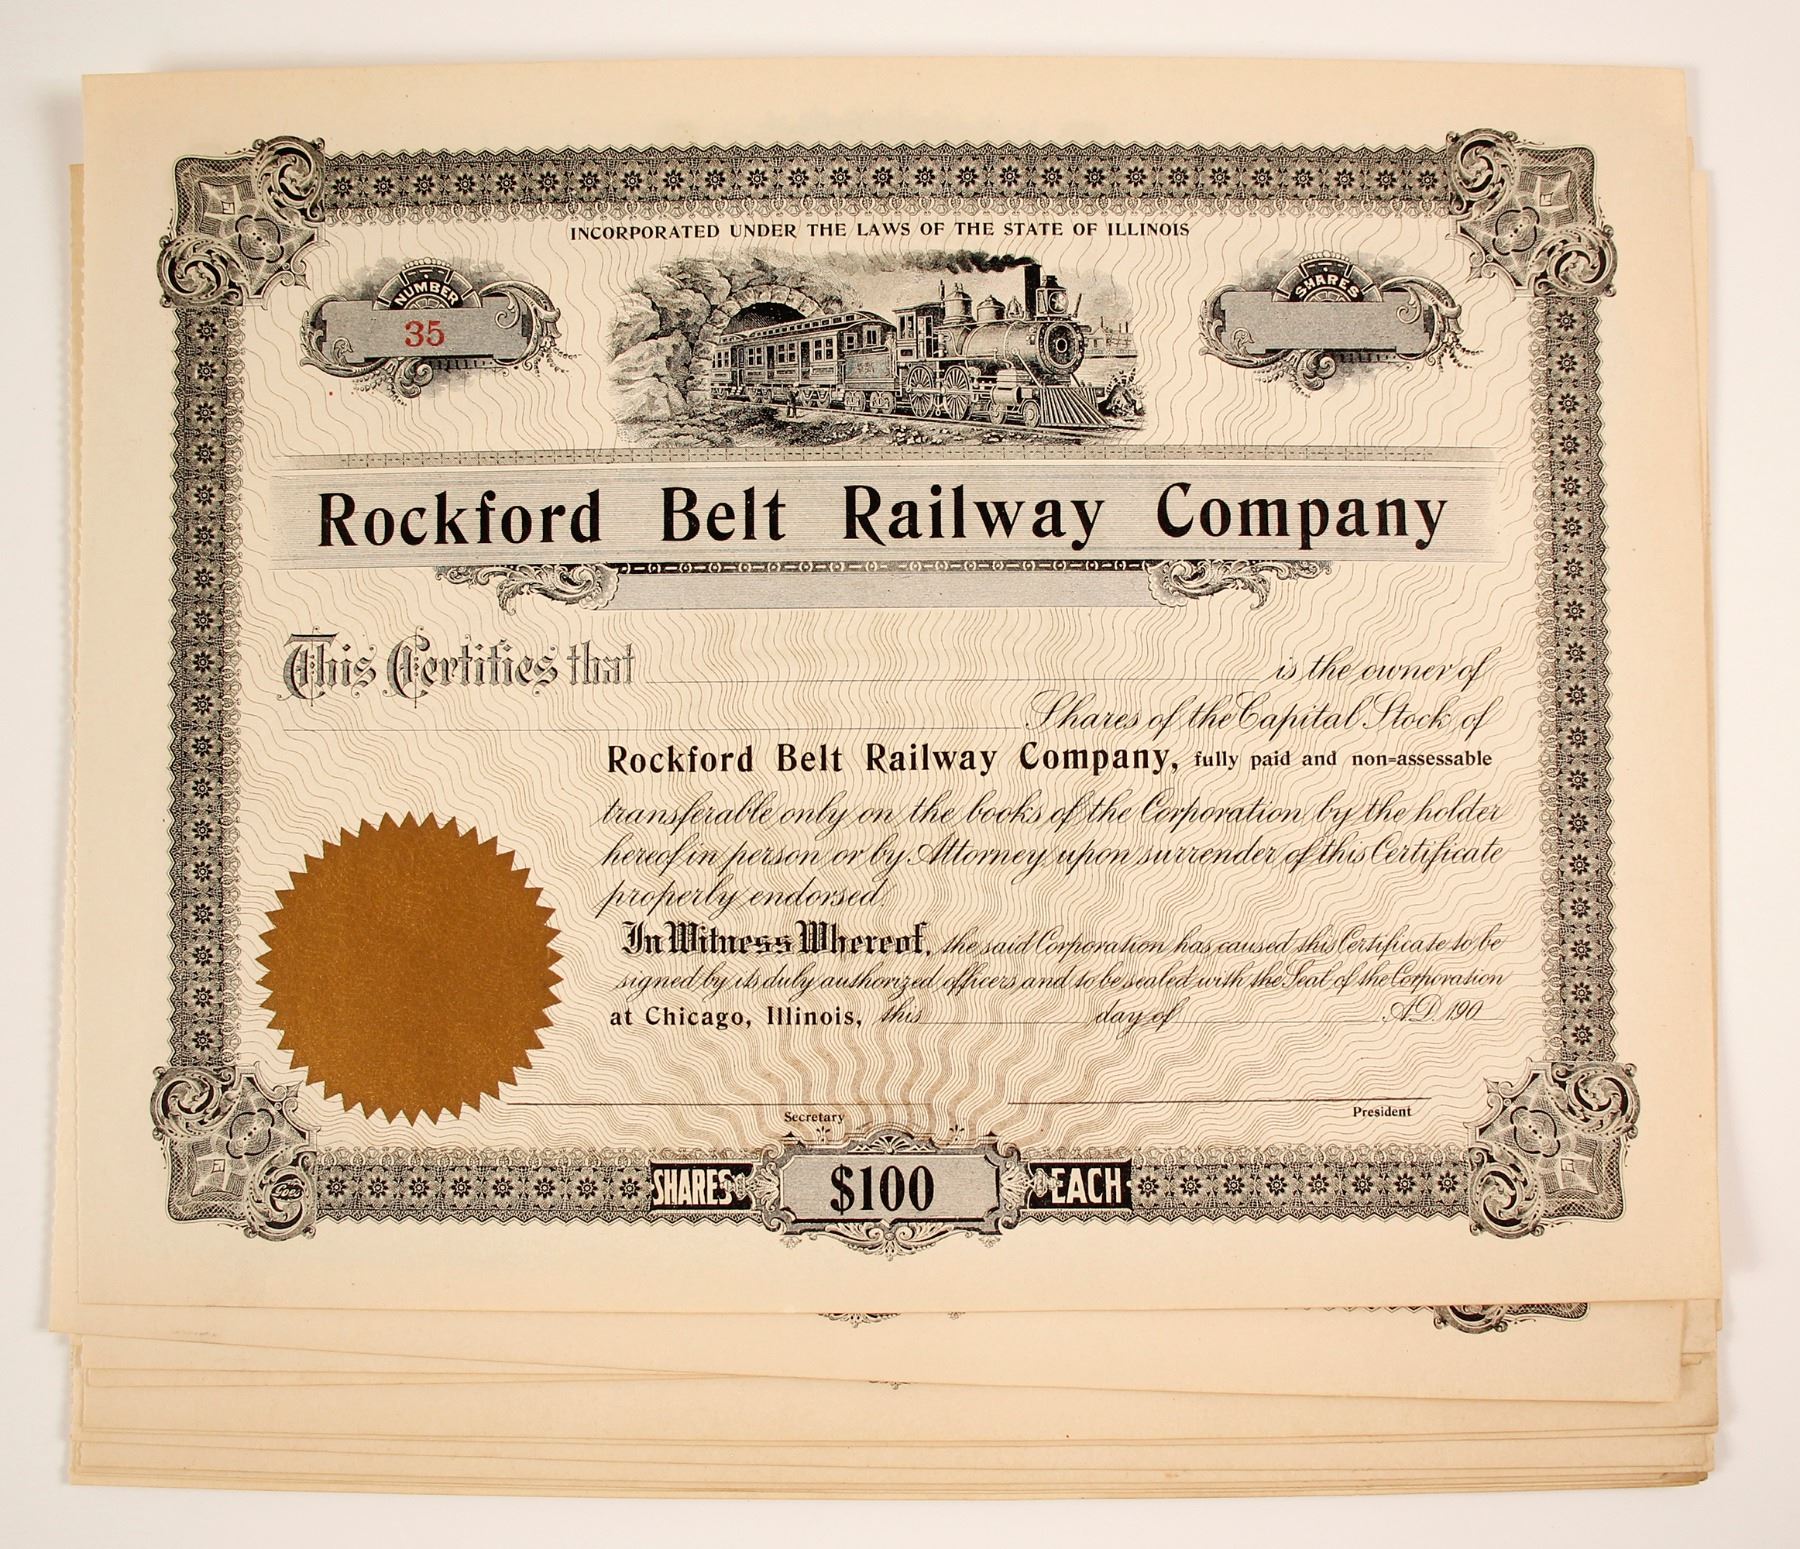 INCORPORATED UNDER THE LAWS OF THE STATE OF ILLINOIS
NUMBER
35
SHARES
Rockford Belt Railway Company
This Certifies that is the owner of
Shares of the Capital Stock of
Rockford Belt Railway Company, fully paid and non=assessable
transferable only on the books of the Corporation by the holder
hereof in person or by Attorney upon surrender of this Certificate
properly endorsed.
In Witness Whereof, the said Corporation has caused this Certificate to be
signed by its duly authorized officers and to be sealed with the Seal of the Corporation
at Chicago, Illinois, this day of A.D. 190
Secretary President
SHARES $100 EACH
Goes